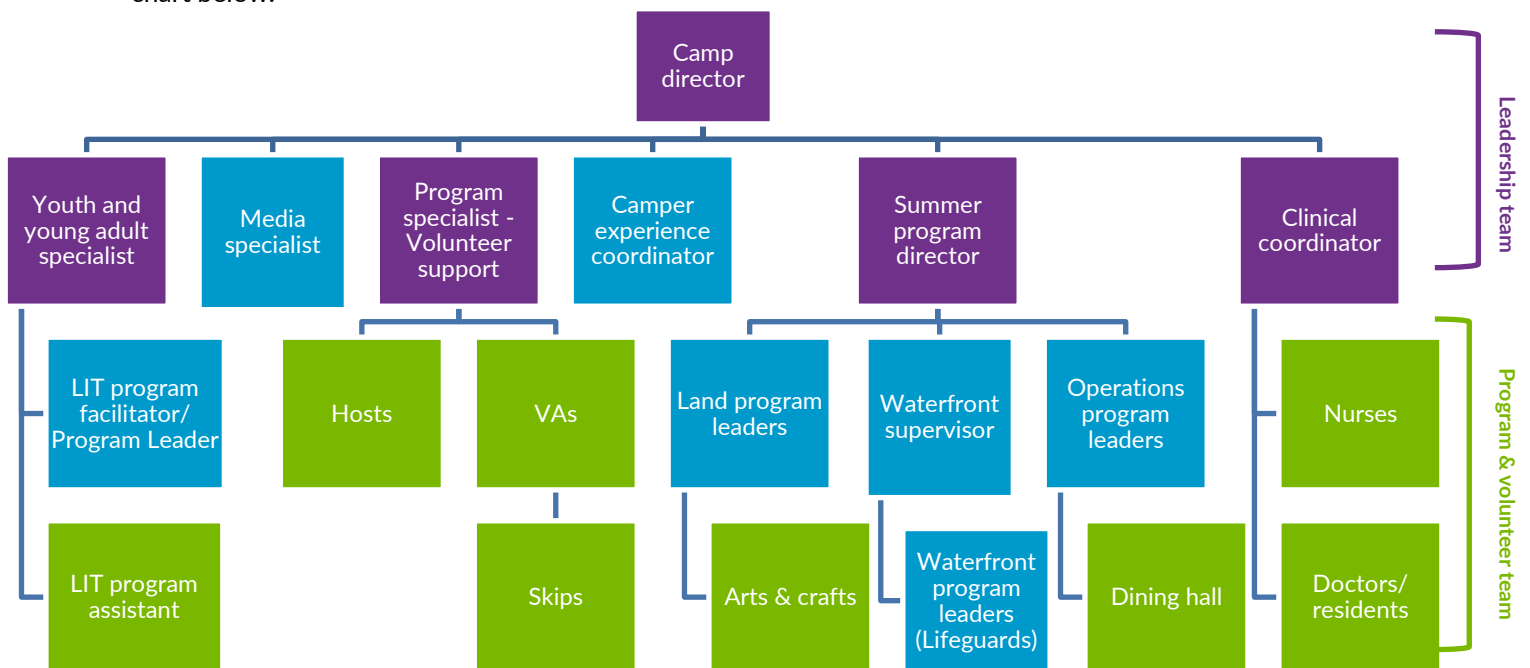 chart below.
Camp
director
Leadership team
Youth and
young adult
specialist
Media
specialist
Program
specialist -
Volunteer
support
Camper
experience
coordinator
Summer
program
director
Clinical
coordinator
Program & volunteer team
LIT program
facilitator/
Program Leader
Hosts
VAs
Land program
leaders
Waterfront
supervisor
Operations
program
leaders
Nurses
LIT program
assistant
Skips
Arts & crafts
Waterfront
program
leaders
(Lifeguards)
Dining hall
Doctors/
residents